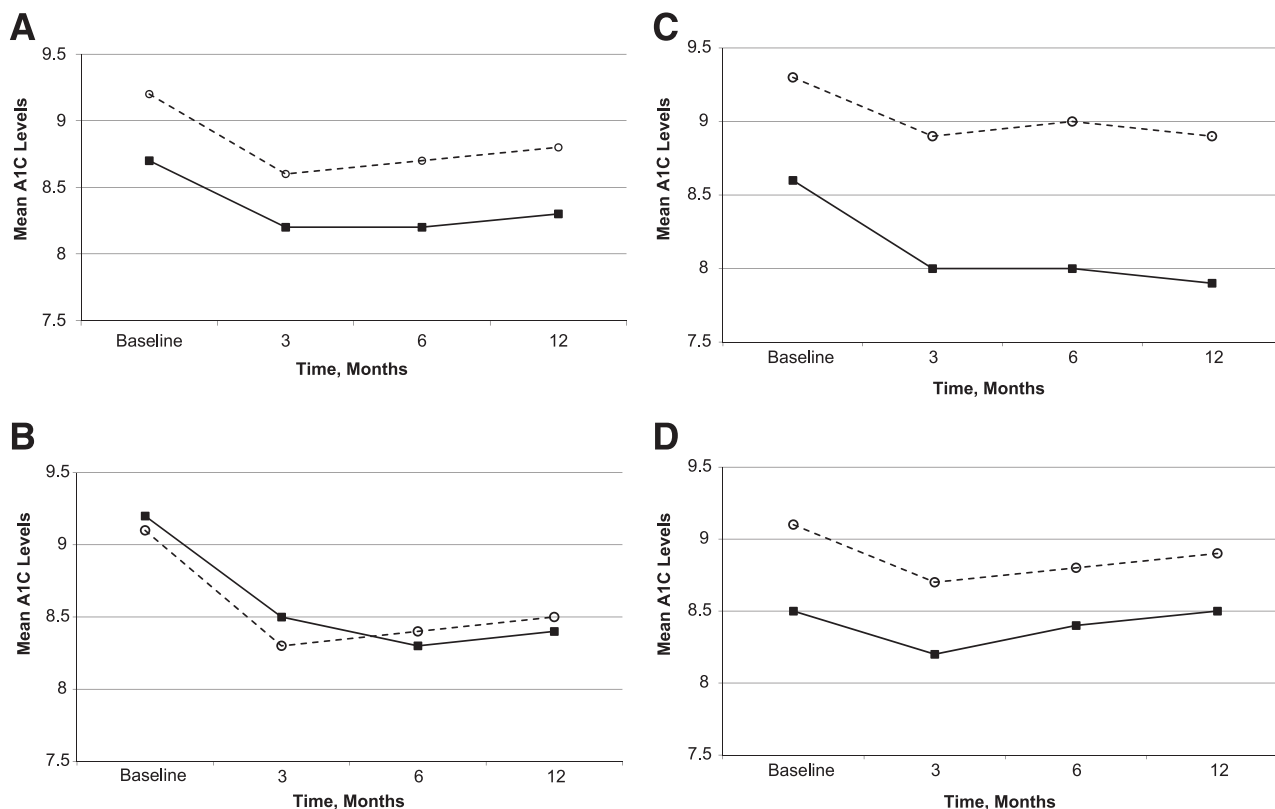 A
Mean A1C Levels
9.5
9
8.5
8
7.5
Baseline 3 6 12
Time, Months
B
Mean A1C Levels
9.5
9
8.5
8
7.5
Baseline 3 6 12
Time, Months
C
Mean A1C Levels
9.5
9
8.5
8
7.5
Baseline 3 6 12
Time, Months
D
Mean A1C Levels
9.5
9
8.5
8
7.5
Baseline 3 6 12
Time, Months